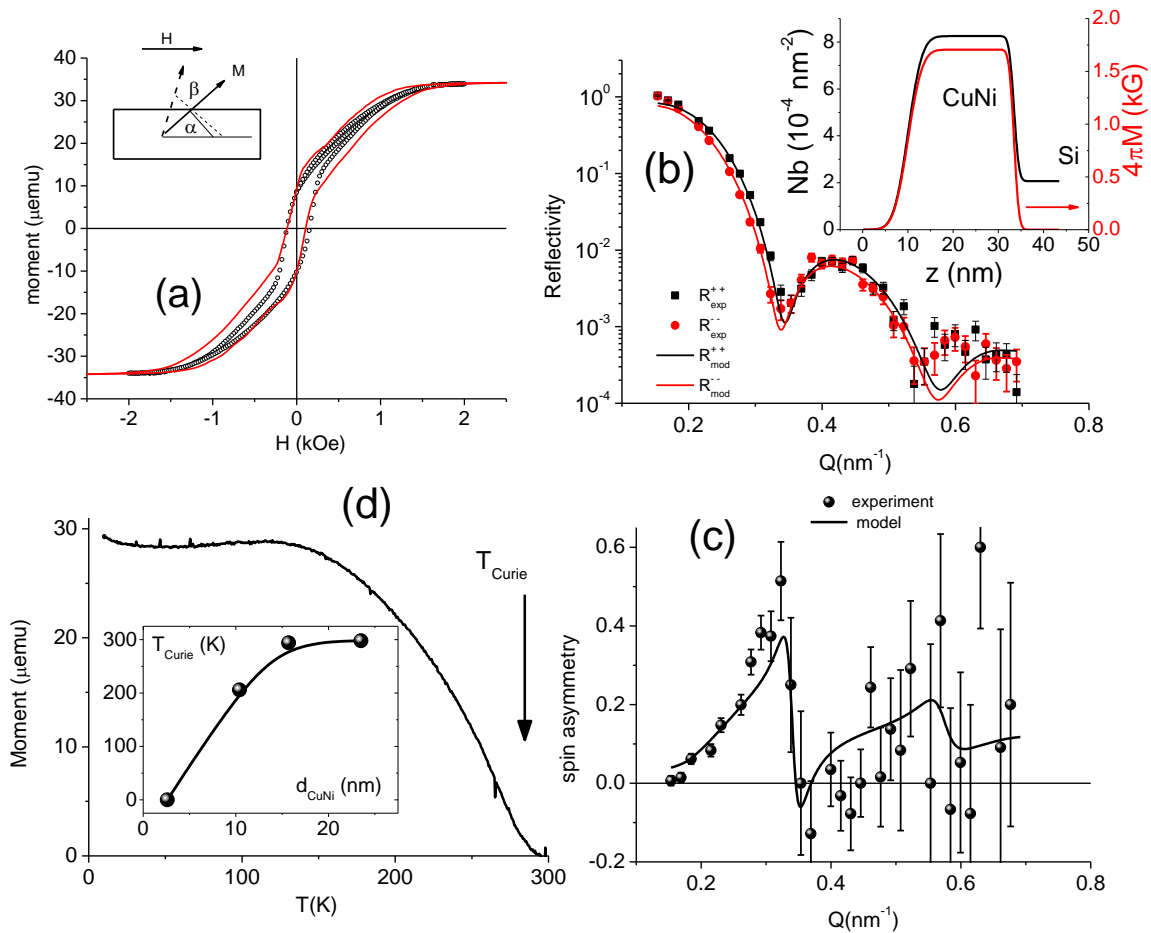 (a)
H
M
β
α
40
30
20
10
0
-10
-20
-30
-40
moment (μemu)
-2 -1 0 1 2
H (kOe)
(b)
10^0
10^-1
10^-2
10^-3
10^-4
Reflectivity
R^++_exp
R^--_exp
R^++_mod
R^--_mod
0.2 0.4 0.6 0.8
Q(nm^-1)
8
6
4
2
0
Nb (10^-4 nm^-2)
CuNi
Si
2.0
1.5
1.0
0.5
0.0
4πM (kG)
0 10 20 30 40 50
z (nm)
(d)
30
20
10
0
Moment (μemu)
T_Curie
0 100 200 300
T(K)
T_Curie (K)
300
200
100
0
d_CuNi (nm)
0 10 20
(c)
experiment
model
0.6
0.4
0.2
0.0
-0.2
spin asymmetry
0.2 0.4 0.6 0.8
Q(nm^-1)